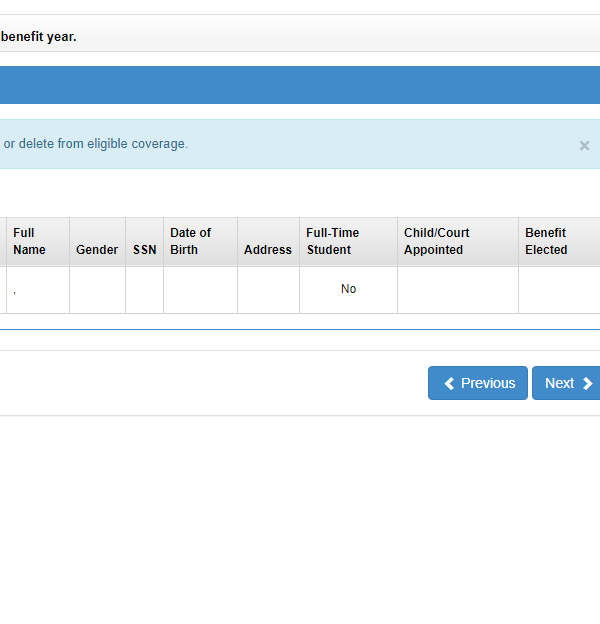 benefit year.
or delete from eligible coverage.
×
Full Name Gender SSN Date of Birth Address Full-Time Student Child/Court Appointed Benefit Elected
, No
Previous Next